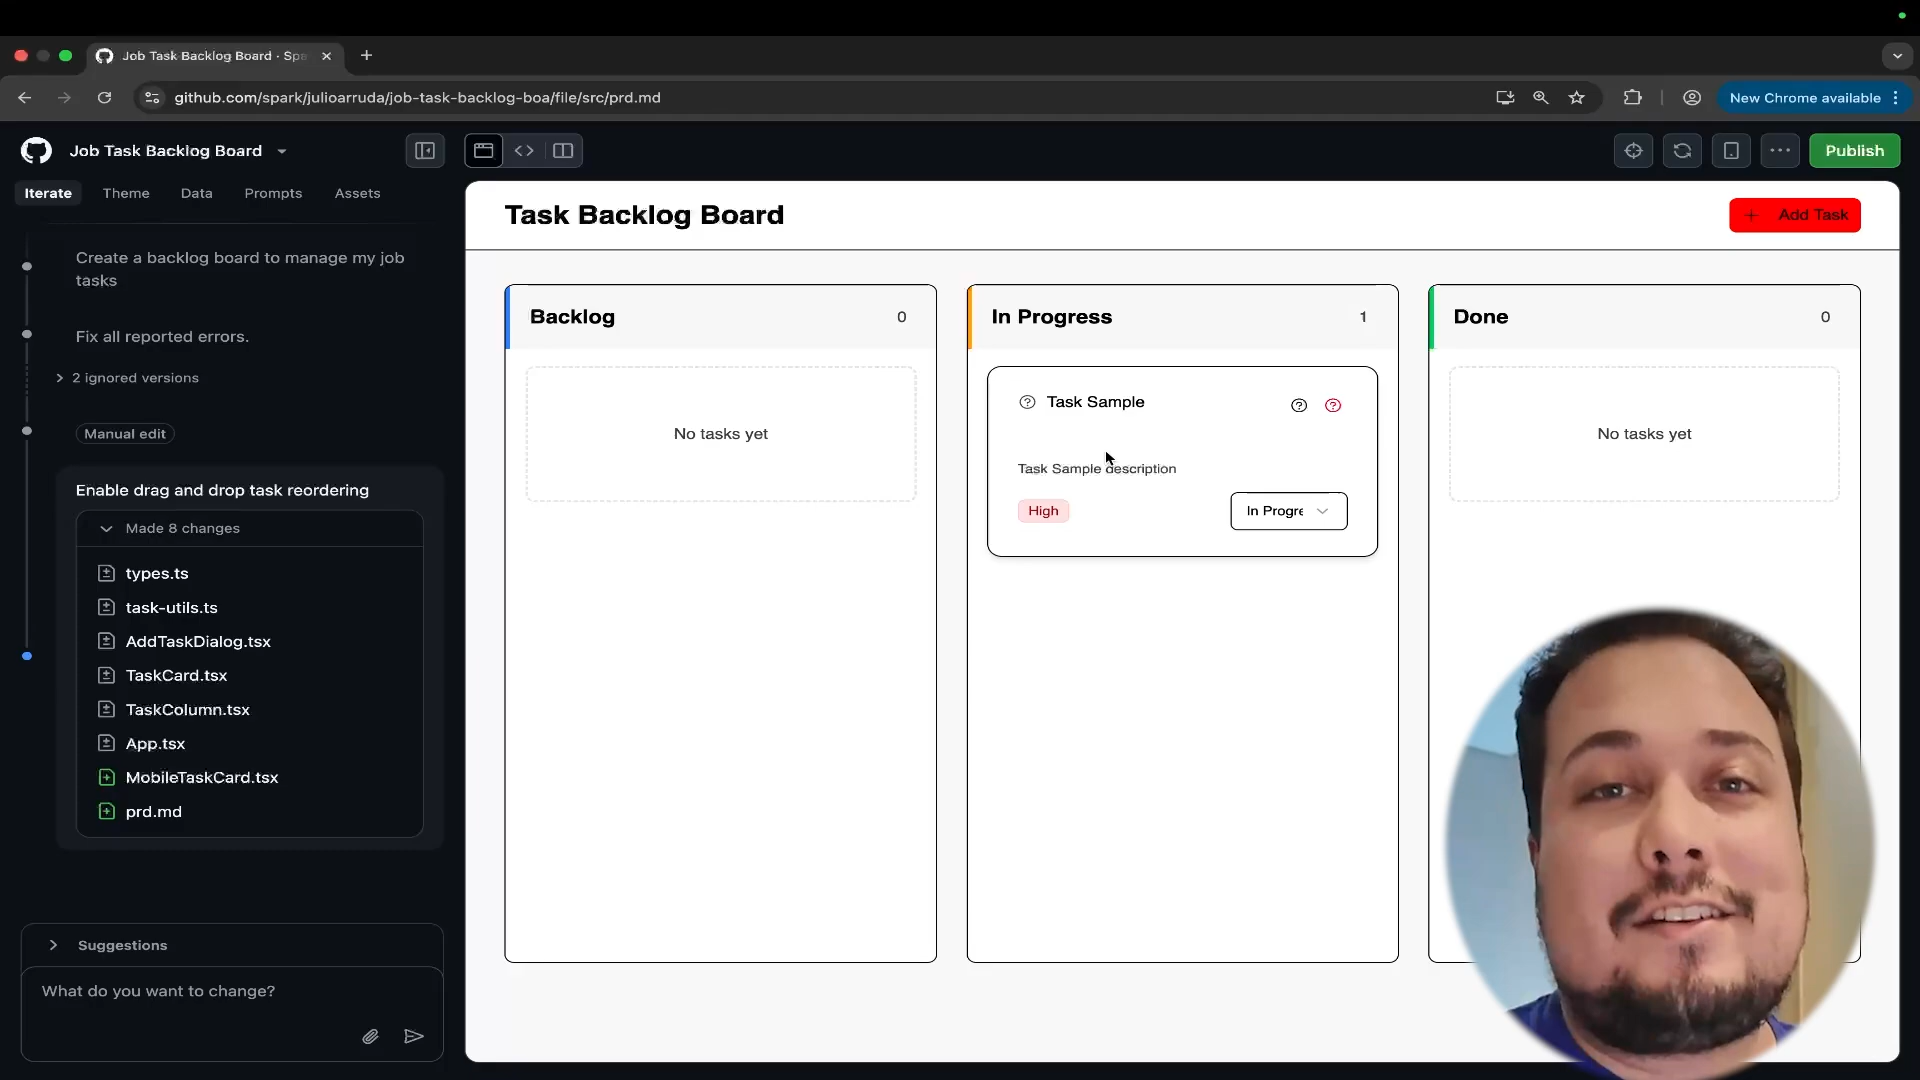 Job Task Backlog Board · Spa
github.com/spark/julioarruda/job-task-backlog-boa/file/src/prd.md
New Chrome available
Job Task Backlog Board
Publish
Iterate
Theme
Data
Prompts
Assets
Create a backlog board to manage my job
tasks
Fix all reported errors.
2 ignored versions
Manual edit
Enable drag and drop task reordering
Made 8 changes
types.ts
task-utils.ts
AddTaskDialog.tsx
TaskCard.tsx
TaskColumn.tsx
App.tsx
MobileTaskCard.tsx
prd.md
Suggestions
What do you want to change?
Task Backlog Board
+ Add Task
Backlog
0
No tasks yet
In Progress
1
Task Sample
Task Sample description
High
In Progre
Done
0
No tasks yet